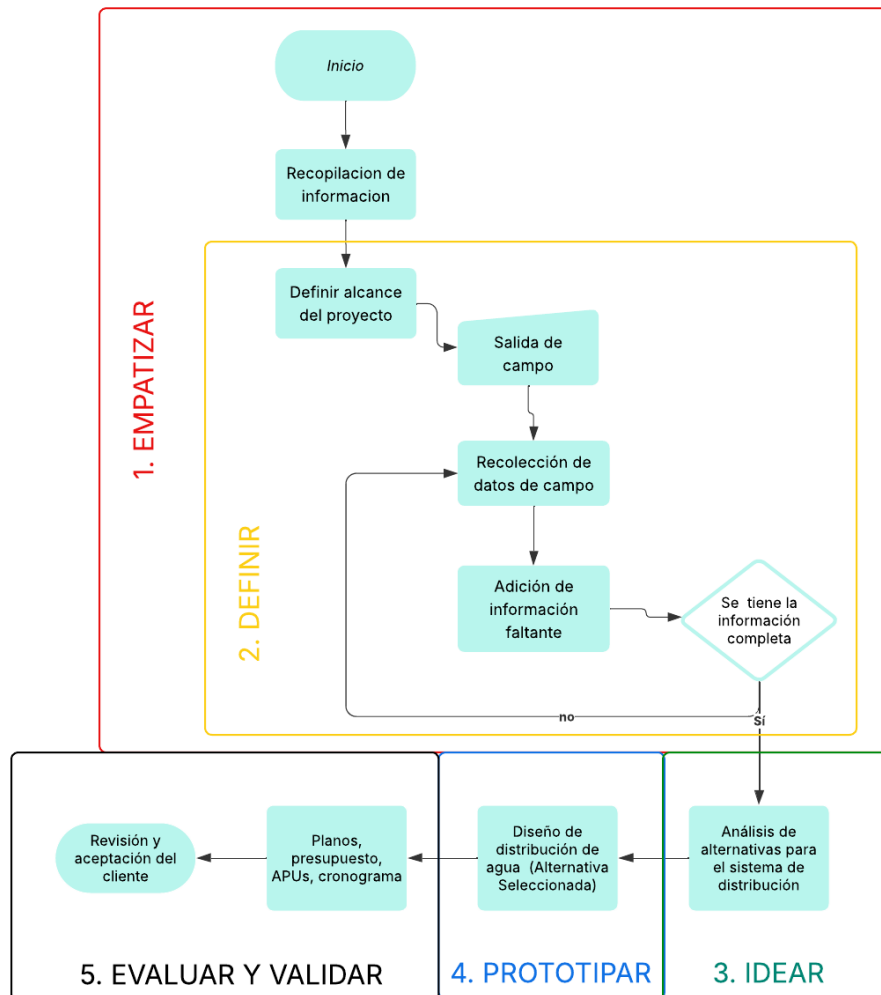 Inicio
Recopilacion de
informacion
Definir alcance
del proyecto
Salida de
campo
1. EMPATIZAR
Recolección de
datos de campo
2. DEFINIR
Adición de
información
faltante
Se tiene la
información
completa
no
Sí
Revisión y
aceptación del
cliente
Planos,
presupuesto,
APUs, cronograma
Diseño de
distribución de
agua (Alternativa
Seleccionada)
Análisis de
alternativas para
el sistema de
distribución
5. EVALUAR Y VALIDAR
4. PROTOTIPAR
3. IDEAR